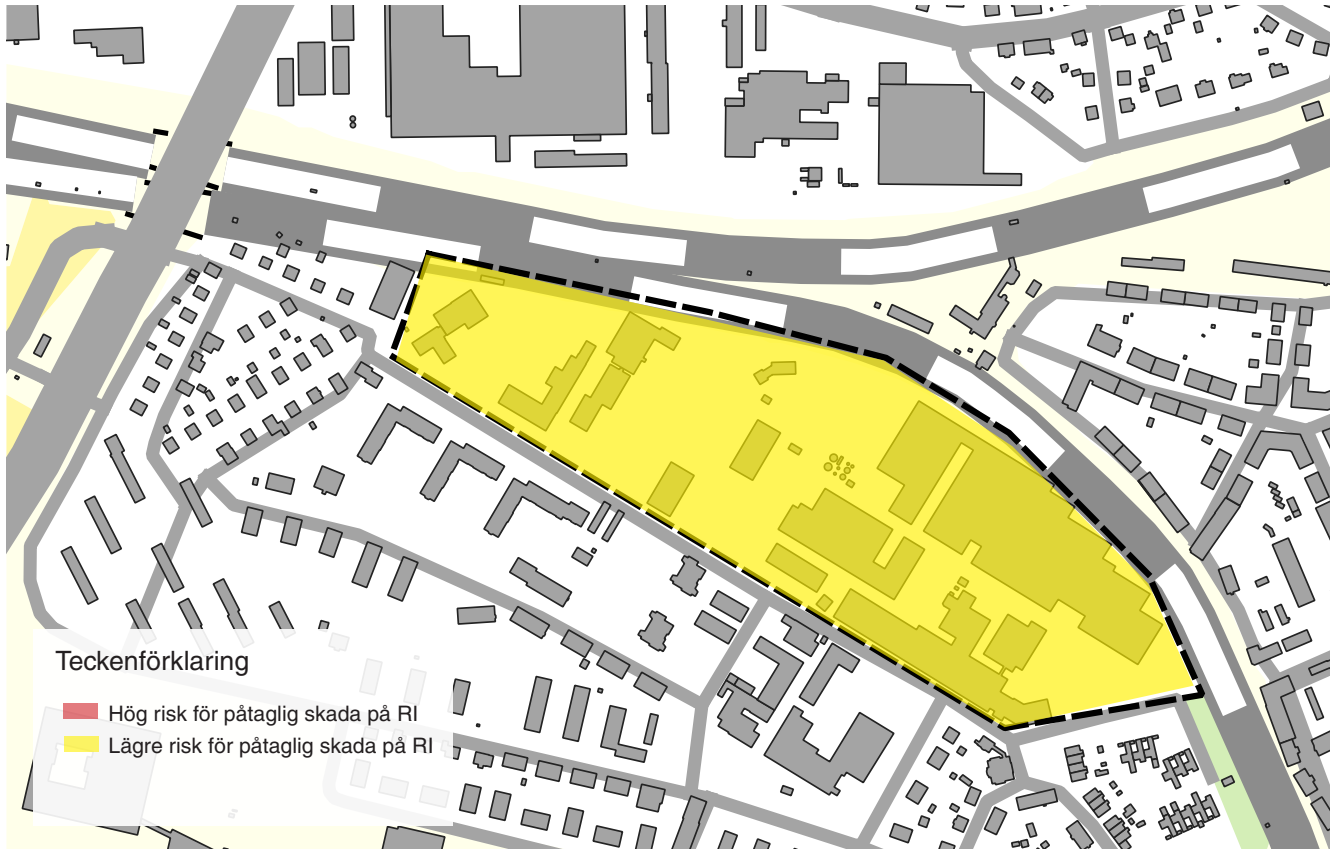 Teckenförklaring
Hög risk för påtaglig skada på RI
Lägre risk för påtaglig skada på RI